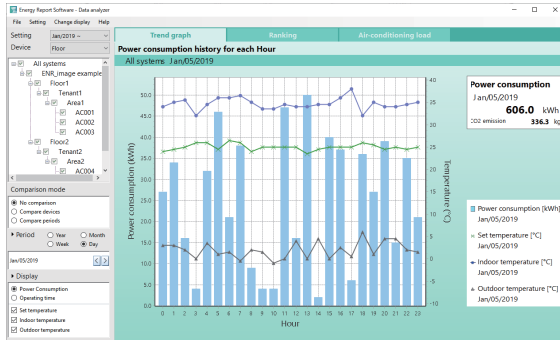 Energy Report Software - Data analyzer
File Setting Change display Help
Setting Jan/2019 ~
Device Floor
All systems
ENR_image example
Floor1
Tenant1
Area1
AC001
AC002
AC003
Floor2
Tenant2
Area2
AC004
Comparison mode
No comparison
Compare devices
Compare periods
Period Year Month
Week Day
Jan/05/2019 < >
Display
Power Consumption
Operating time
Set temperature
Indoor temperature
Outdoor temperature
Trend graph Ranking Air-conditioning load
Power consumption history for each Hour
All systems Jan/05/2019
Power consumption (kWh)
50.0
45.0
40.0
35.0
30.0
25.0
20.0
15.0
10.0
5.0
0.0
0 1 2 3 4 5 6 7 8 9 10 11 12 13 14 15 16 17 18 19 20 21 22 23
Hour
40
35
30
25
20
15
10
5
0
-5
-10
Temperature (°C)
Power consumption
Jan/05/2019
606.0 kWh
CO2 emission 336.3 kg
Power consumption [kWh]
Jan/05/2019
Set temperature [°C]
Jan/05/2019
Indoor temperature [°C]
Jan/05/2019
Outdoor temperature [°C]
Jan/05/2019